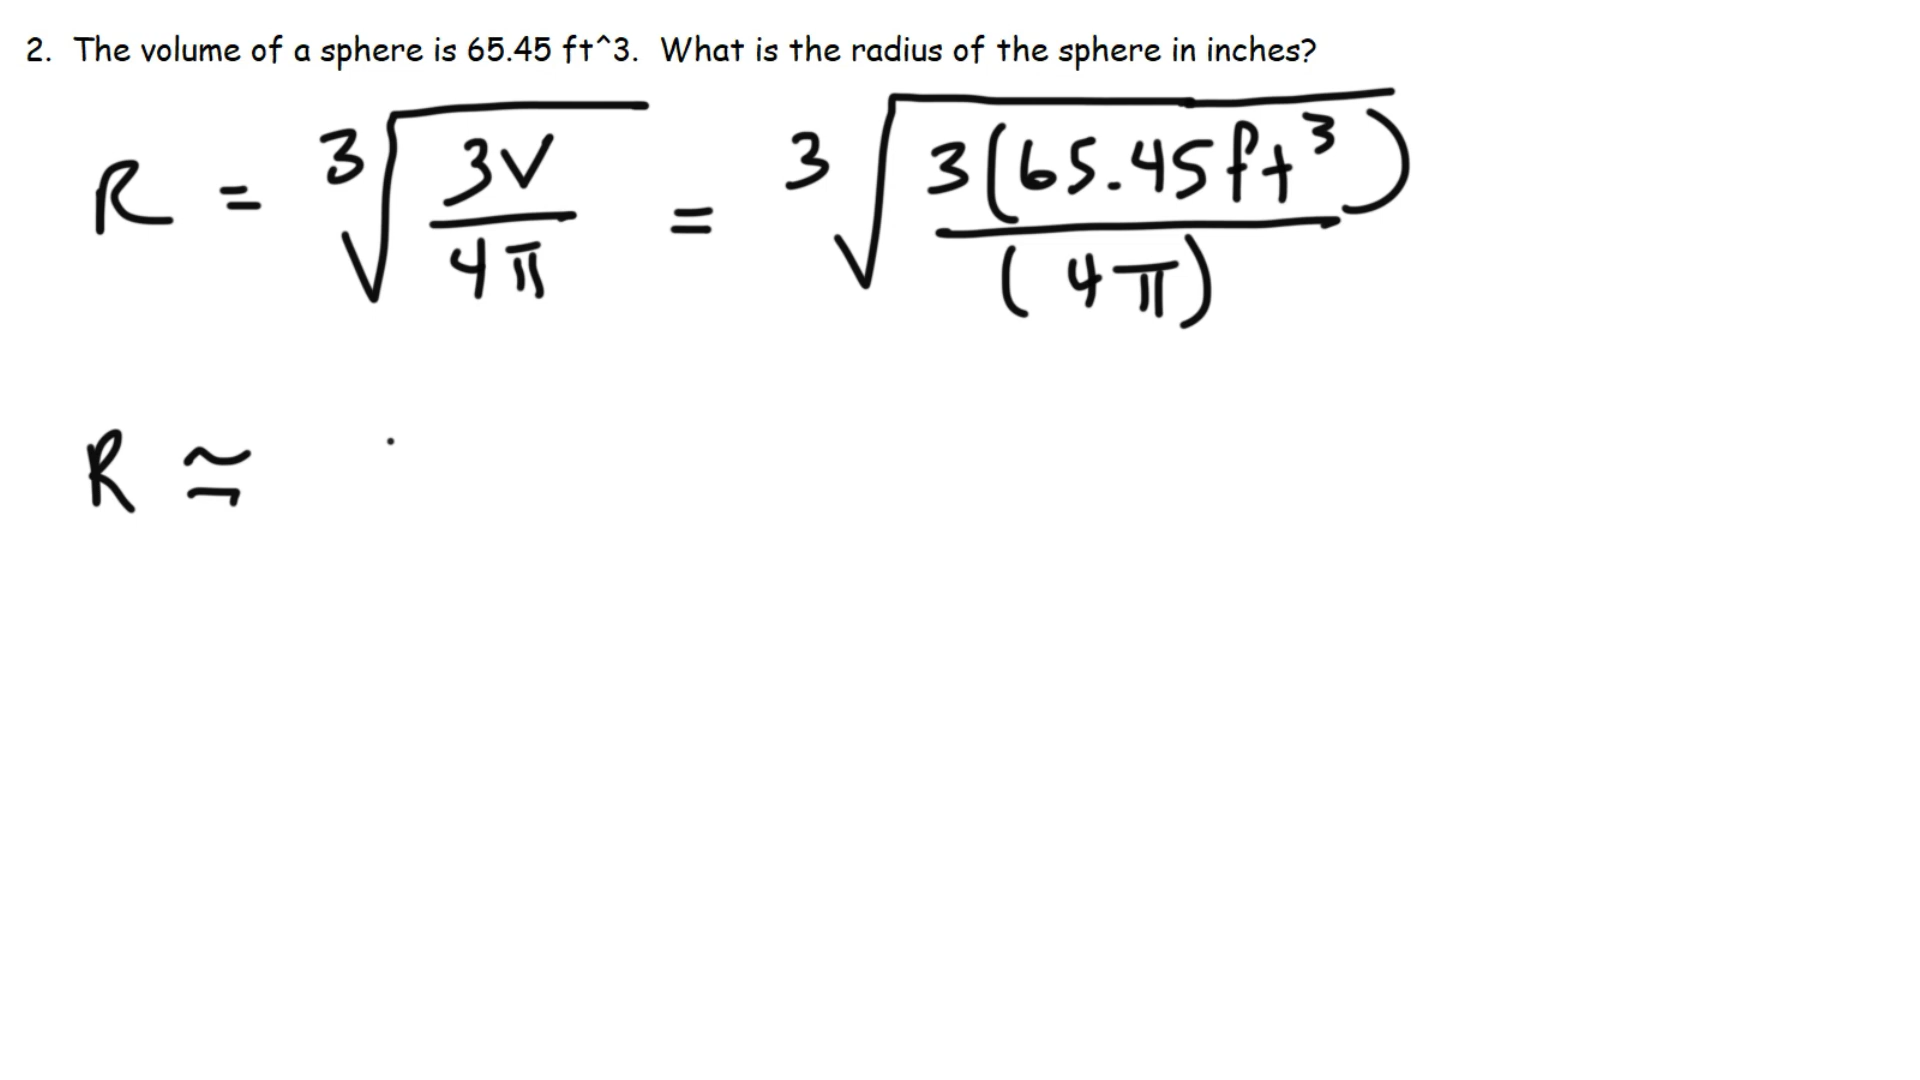 2. The volume of a sphere is 65.45 ft^3. What is the radius of the sphere in inches?
R = ∛(3V / 4π) = ∛(3(65.45ft³) / (4π))
R ≅